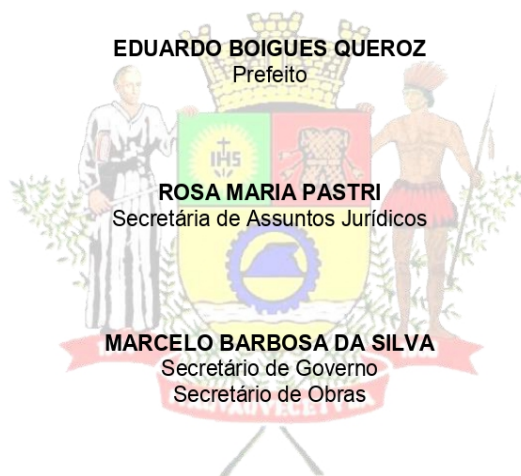 EDUARDO BOIGUES QUEROZ
Prefeito
IHS
ROSA MARIA PASTRI
Secretária de Assuntos Jurídicos
MARCELO BARBOSA DA SILVA
Secretário de Governo
Secretário de Obras